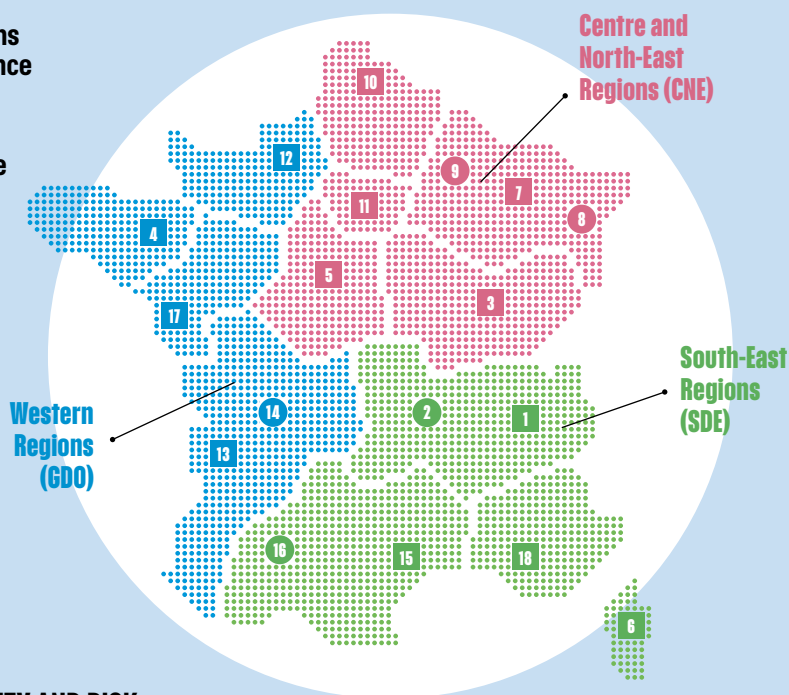 ns
nce
e
Centre and
North-East
Regions (CNE)
10
12
9
7
11
8
4
5
3
17
South-East
Regions
(SDE)
Western
Regions
(GDO)
14
2
1
13
16
15
18
6